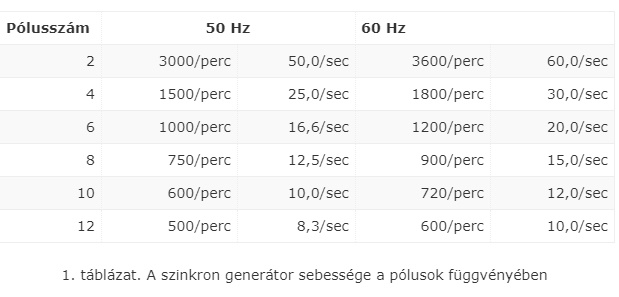 Pólusszám 50 Hz 60 Hz
2 3000/perc 50,0/sec 3600/perc 60,0/sec
4 1500/perc 25,0/sec 1800/perc 30,0/sec
6 1000/perc 16,6/sec 1200/perc 20,0/sec
8 750/perc 12,5/sec 900/perc 15,0/sec
10 600/perc 10,0/sec 720/perc 12,0/sec
12 500/perc 8,3/sec 600/perc 10,0/sec
1. táblázat. A szinkron generátor sebessége a pólusok függvényében